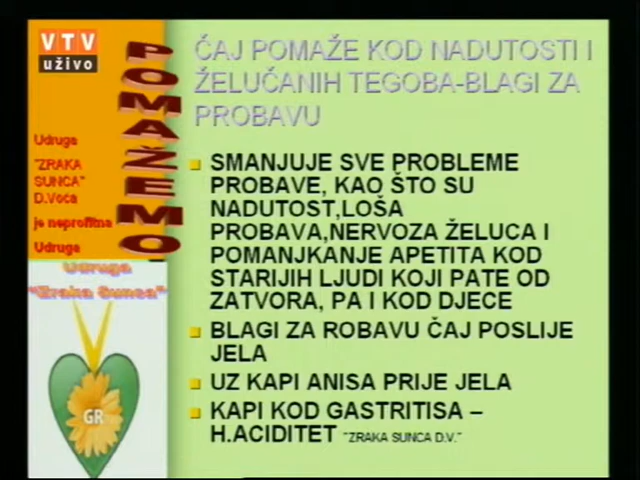 VTV
uživo
POMAŽEMO
Udruga
"ZRAKA
SUNCA"
D.Voća
je neprofitna
Udruga
Udruga
"Zraka Sunca"
GR
ČAJ POMAŽE KOD NADUTOSTI I
ŽELUČANIH TEGOBA-BLAGI ZA
PROBAVU
SMANJUJE SVE PROBLEME
PROBAVE, KAO ŠTO SU
NADUTOST,LOŠA
PROBAVA,NERVOZA ŽELUCA I
POMANJKANJE APETITA KOD
STARIJIH LJUDI KOJI PATE OD
ZATVORA, PA I KOD DJECE
BLAGI ZA ROBAVU ČAJ POSLIJE
JELA
UZ KAPI ANISA PRIJE JELA
KAPI KOD GASTRITISA –
H.ACIDITET "ZRAKA SUNCA D.V."